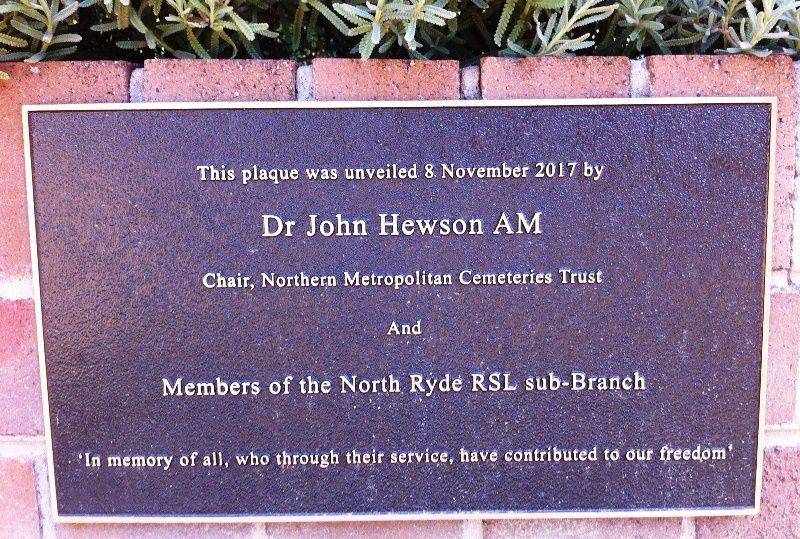 This plaque was unveiled 8 November 2017 by
Dr John Hewson AM
Chair, Northern Metropolitan Cemeteries Trust
And
Members of the North Ryde RSL sub-Branch
'In memory of all, who through their service, have contributed to our freedom'